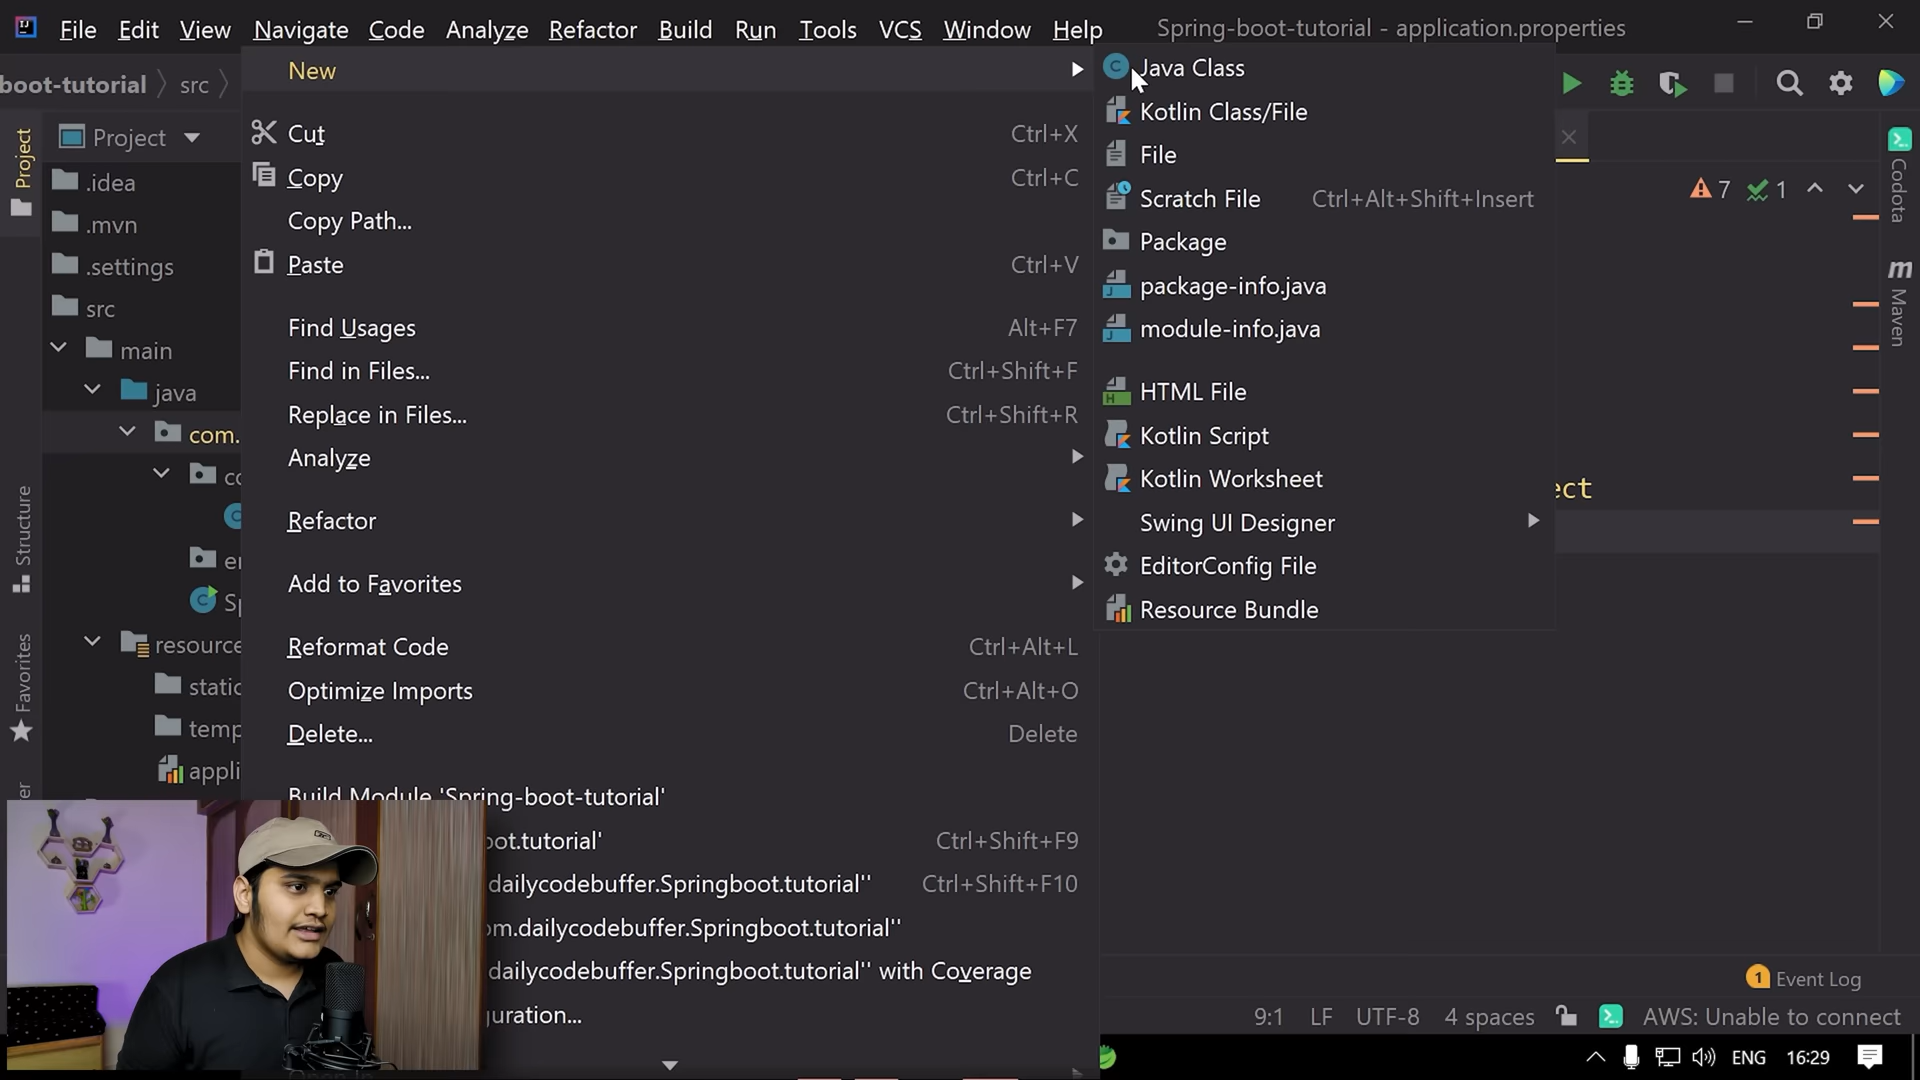 File Edit View Navigate Code Analyze Refactor Build Run Tools VCS Window Help Spring-boot-tutorial - application.properties
boot-tutorial src
Project
Project
.idea
.mvn
.settings
src
main
java
com.
resource
static
temp
appli
Structure
Favorites
New
Cut Ctrl+X
Copy Ctrl+C
Copy Path...
Paste Ctrl+V
Find Usages Alt+F7
Find in Files... Ctrl+Shift+F
Replace in Files... Ctrl+Shift+R
Analyze
Refactor
Add to Favorites
Reformat Code Ctrl+Alt+L
Optimize Imports Ctrl+Alt+O
Delete... Delete
Build Module 'Spring-boot-tutorial'
oot.tutorial' Ctrl+Shift+F9
dailycodebuffer.Springboot.tutorial'' Ctrl+Shift+F10
om.dailycodebuffer.Springboot.tutorial''
dailycodebuffer.Springboot.tutorial'' with Coverage
guration...
Java Class
Kotlin Class/File
File
Scratch File Ctrl+Alt+Shift+Insert
Package
package-info.java
module-info.java
HTML File
Kotlin Script
Kotlin Worksheet
Swing UI Designer
EditorConfig File
Resource Bundle
7 1
ect
Codota
m Maven
1 Event Log
9:1 LF UTF-8 4 spaces AWS: Unable to connect
ENG 16:29